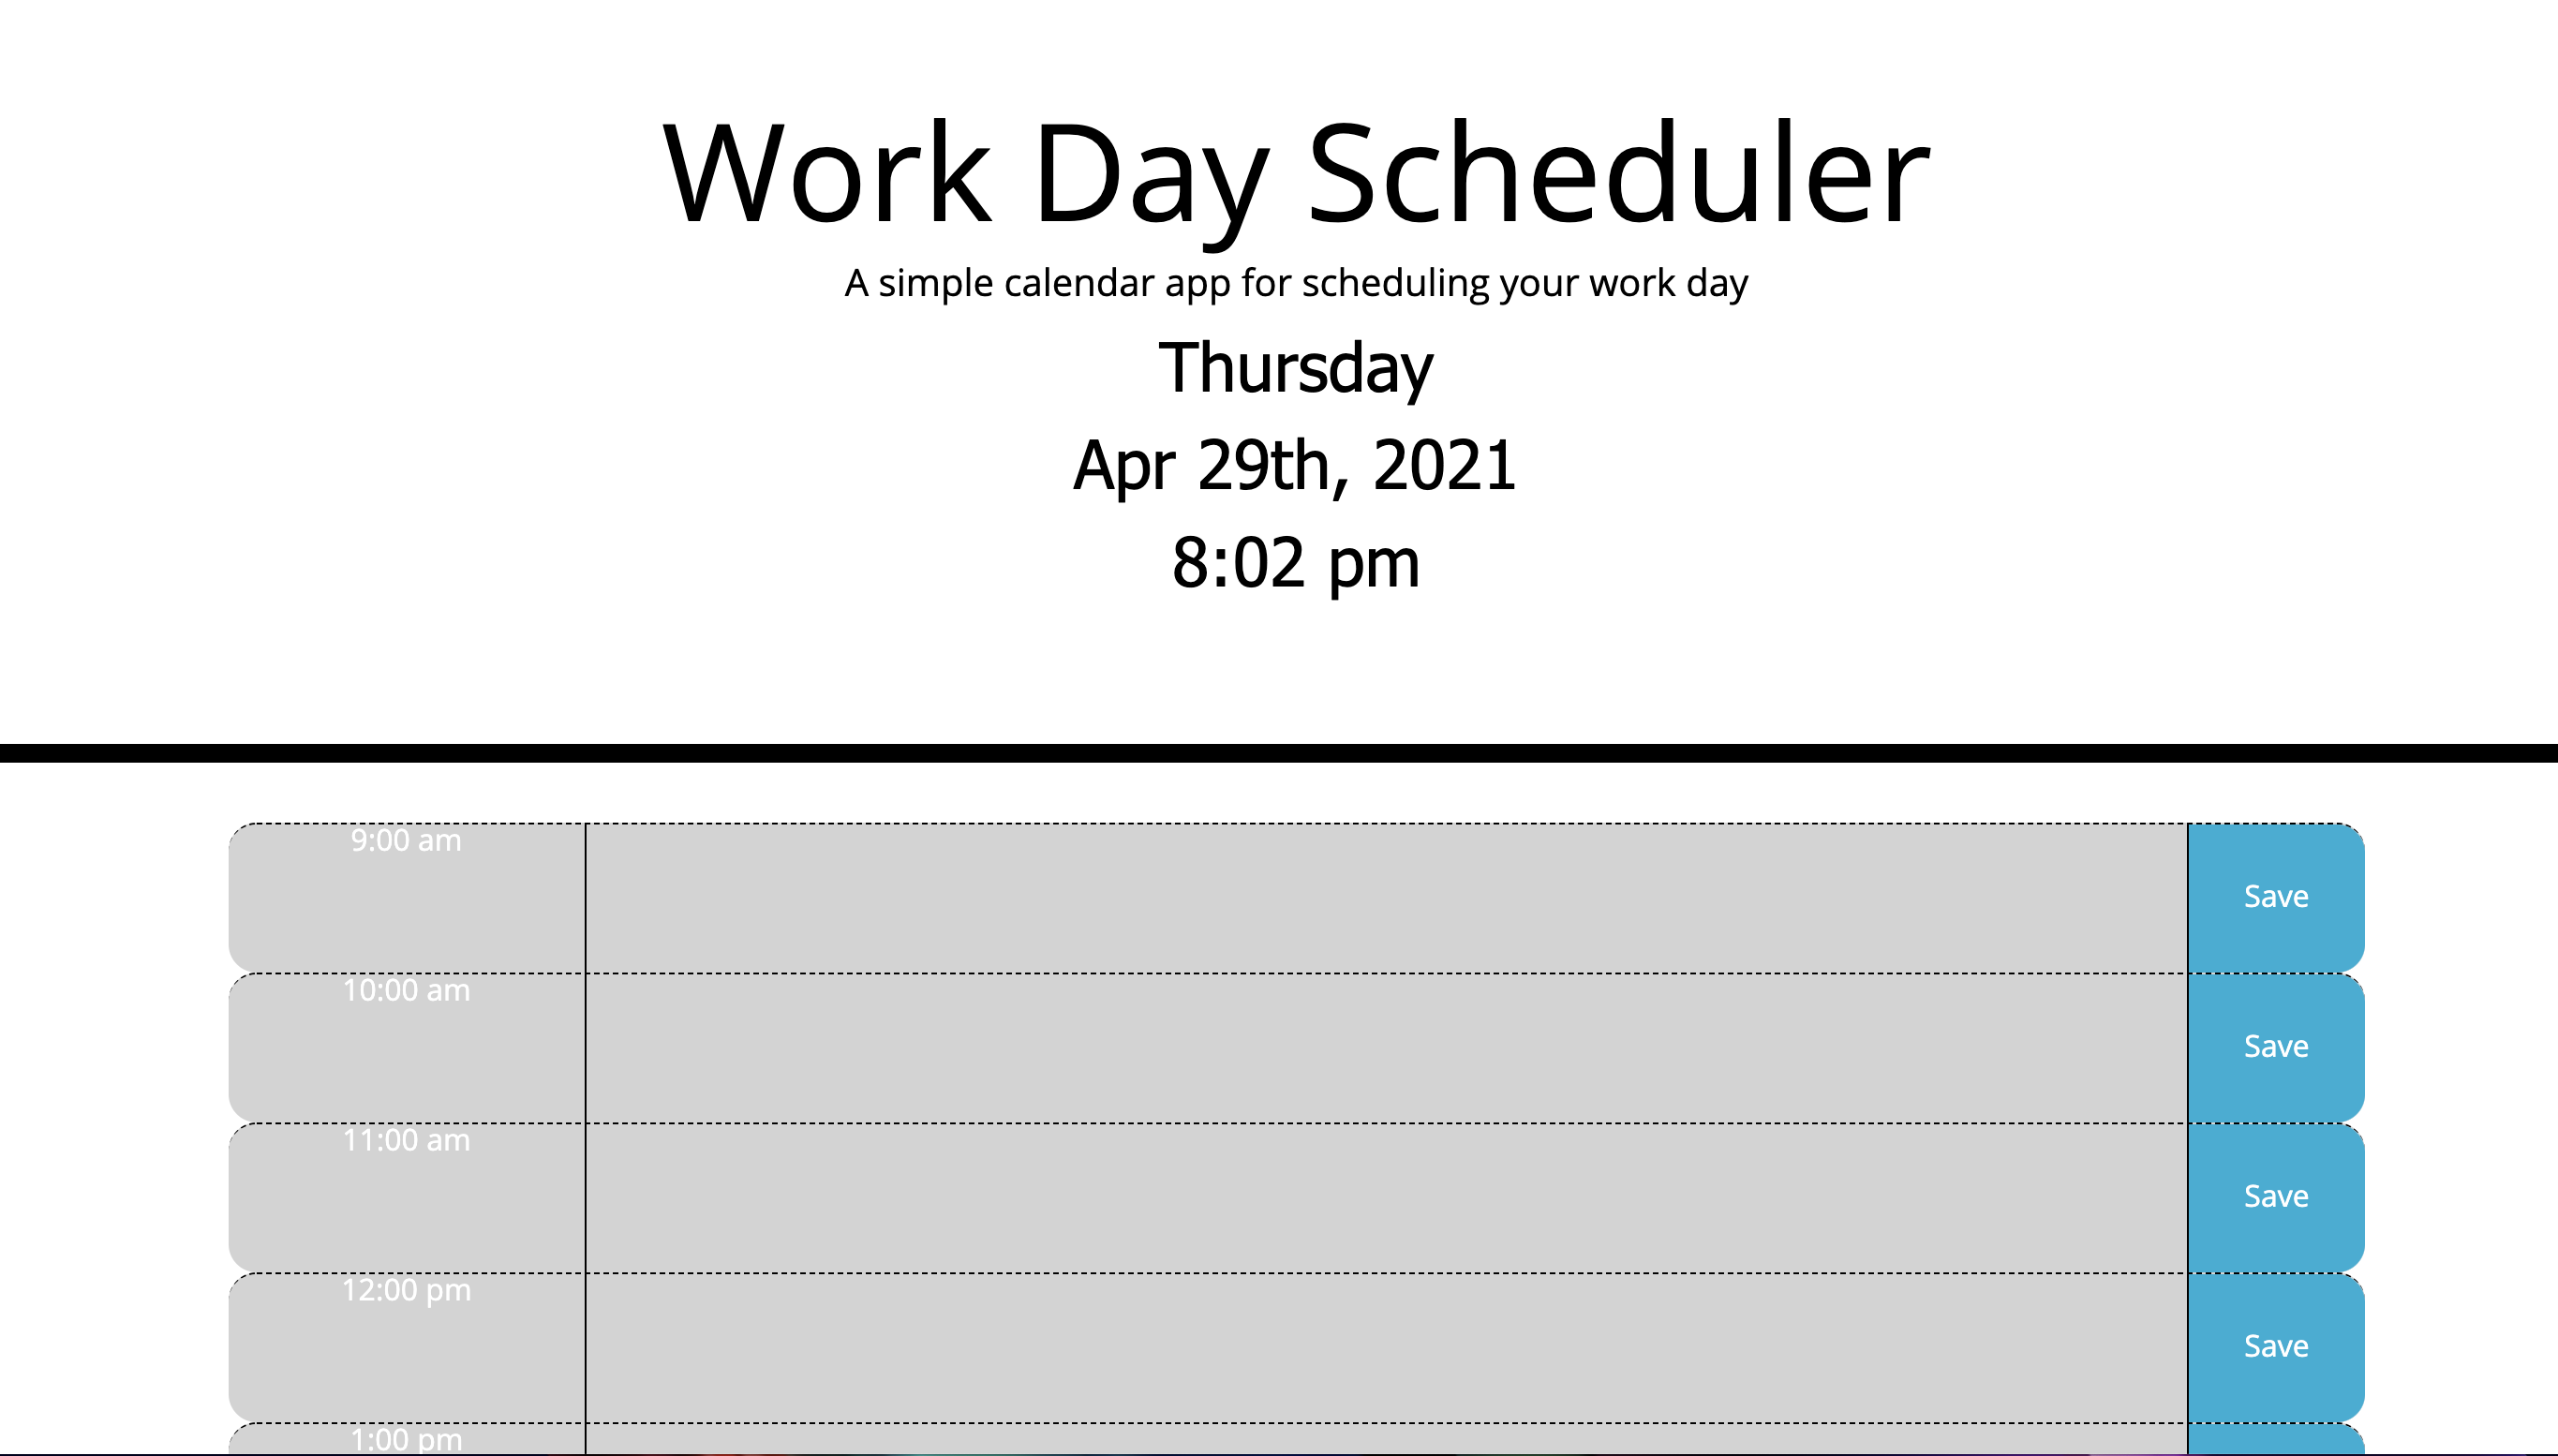 Work Day Scheduler
A simple calendar app for scheduling your work day
Thursday
Apr 29th, 2021
8:02 pm
9:00 am
Save
10:00 am
Save
11:00 am
Save
12:00 pm
Save
1:00 pm